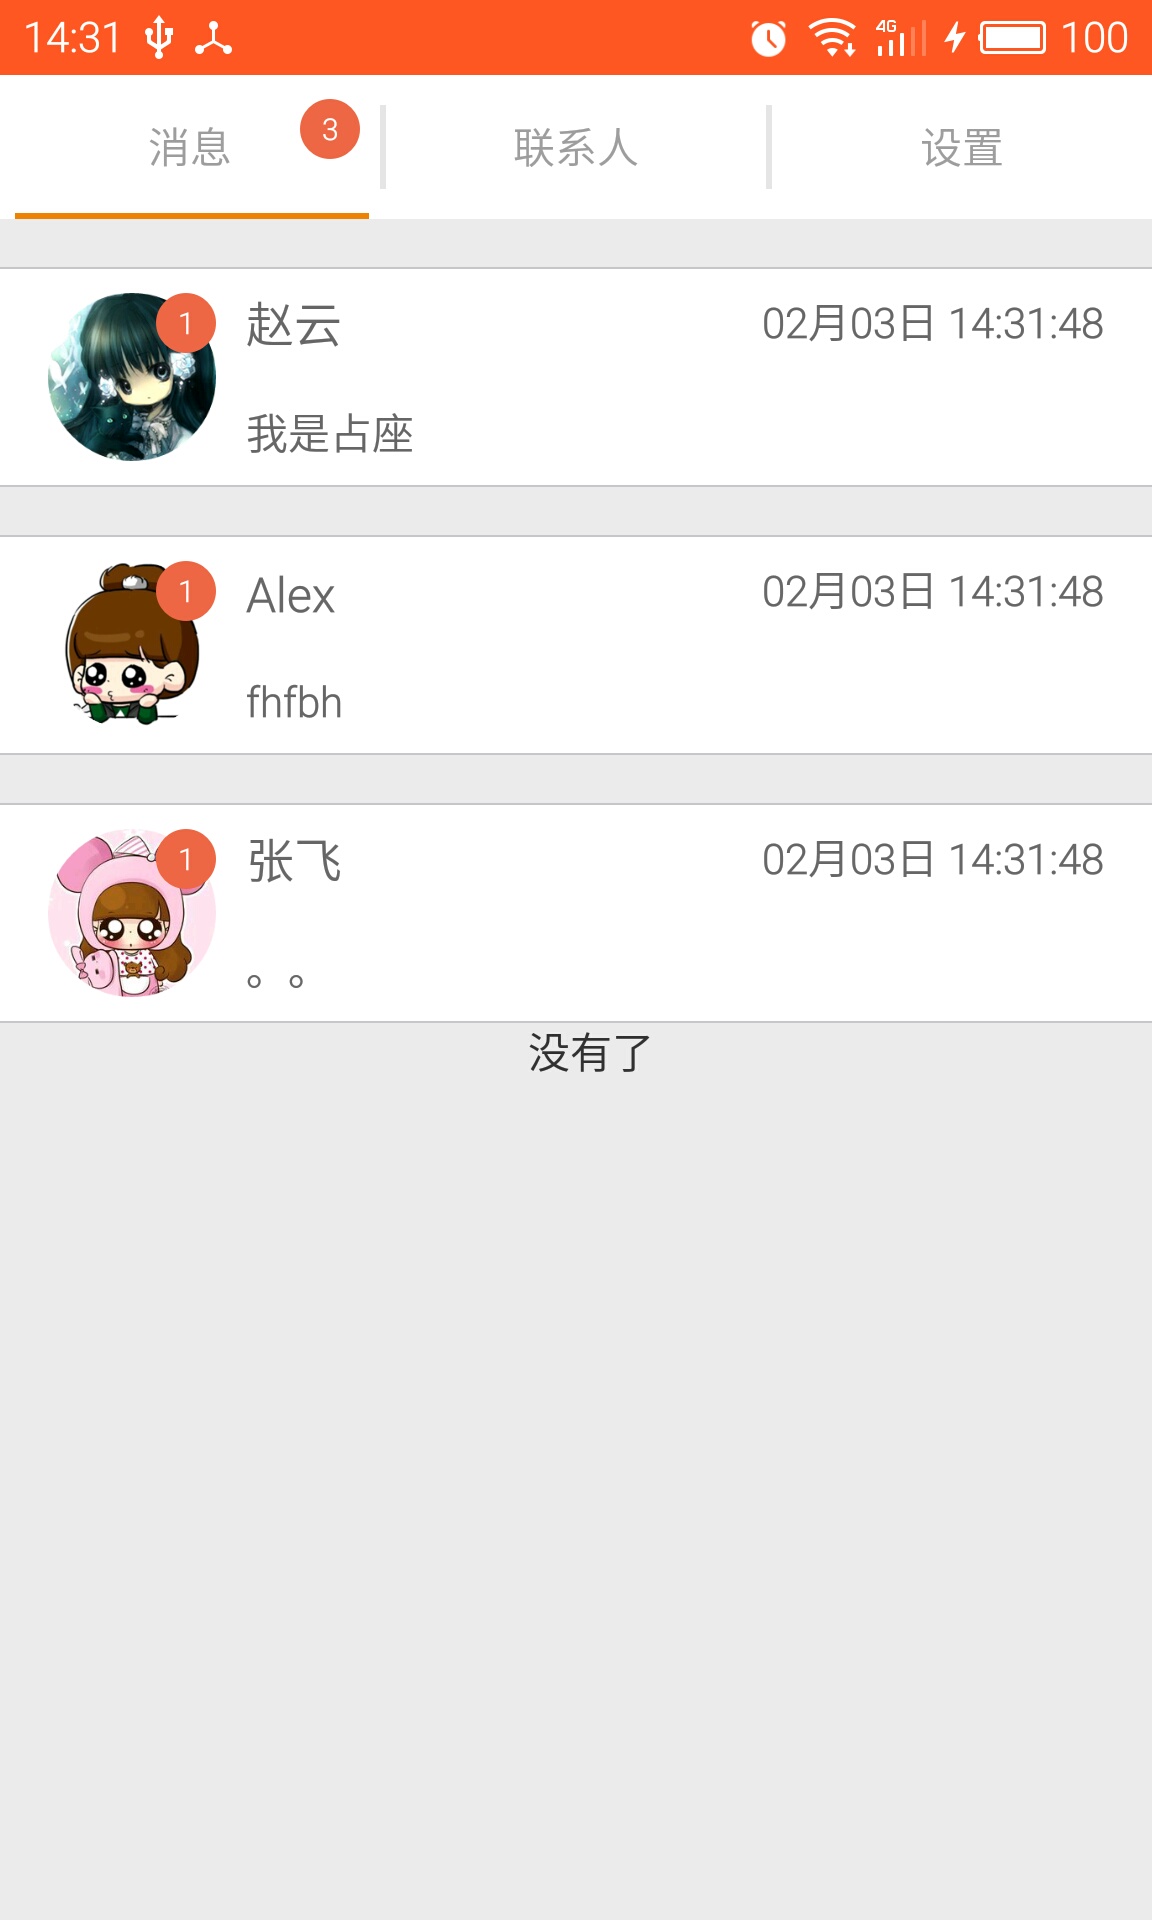 14:31 4G 100
消息 3 联系人 设置
1 赵云 02月03日 14:31:48
我是占座
1 Alex 02月03日 14:31:48
fhfbh
1 张飞 02月03日 14:31:48
。。
没有了